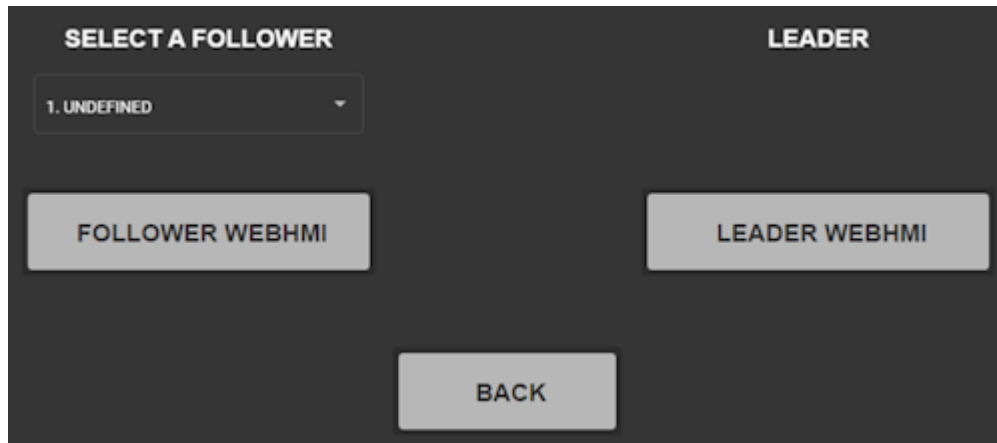 SELECT A FOLLOWER
LEADER
1. UNDEFINED
FOLLOWER WEBHMI
LEADER WEBHMI
BACK